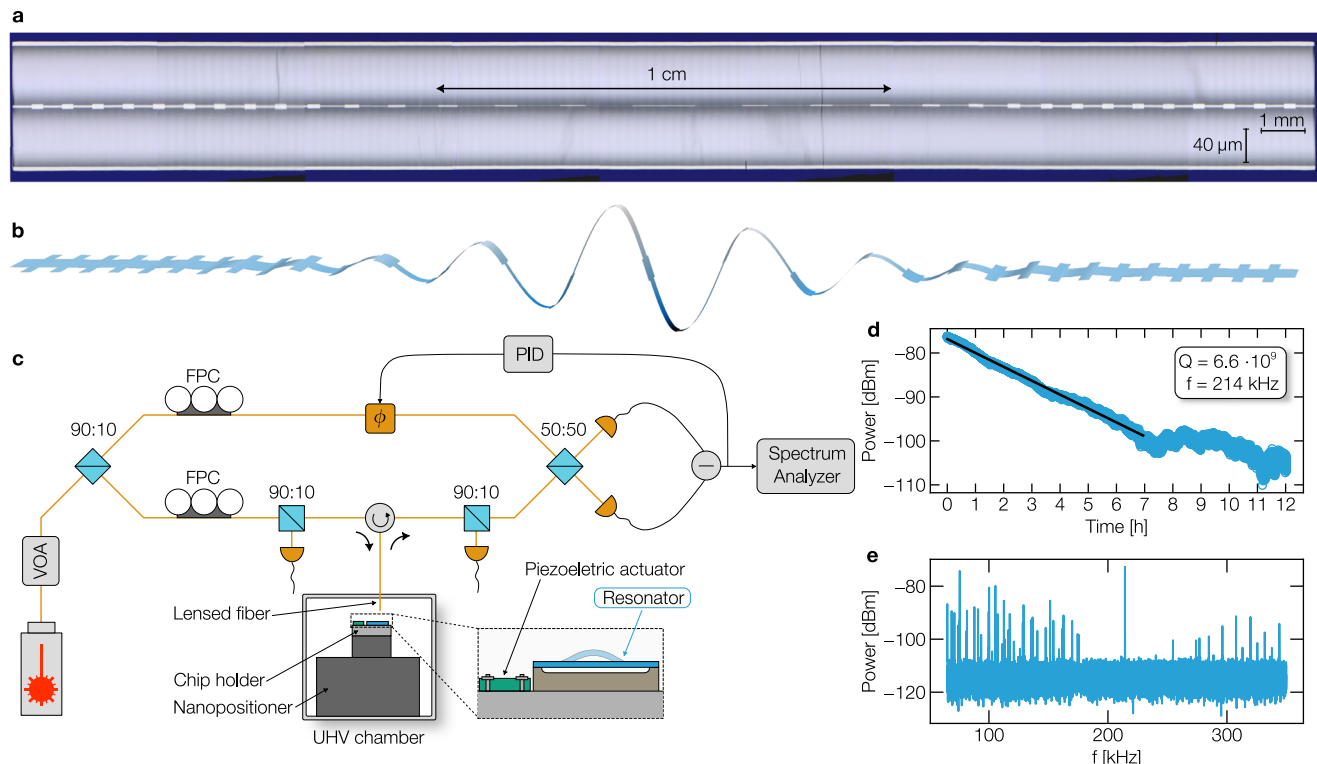 a
1 cm
1 mm
40 µm
b
c
PID
FPC
ϕ
90:10
50:50
FPC
90:10
90:10
Spectrum
Analyzer
VOA
Lensed fiber
Piezoeletric actuator
Resonator
Chip holder
Nanopositioner
UHV chamber
d
Power [dBm]
−80
−90
−100
−110
Q = 6.6 ·10⁹
f = 214 kHz
0 1 2 3 4 5 6 7 8 9 10 11 12
Time [h]
e
Power [dBm]
−80
−100
−120
100 200 300
f [kHz]